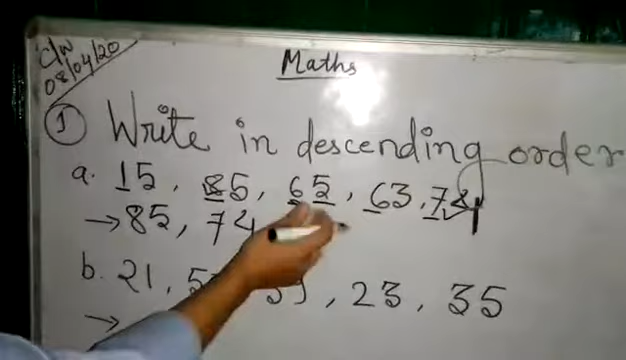 C/W
08/04/20
Maths
1 Write in descending order
a. 15, 85, 65, 63, 74
→ 85, 74
b. 21, 5 , 23, 35
→